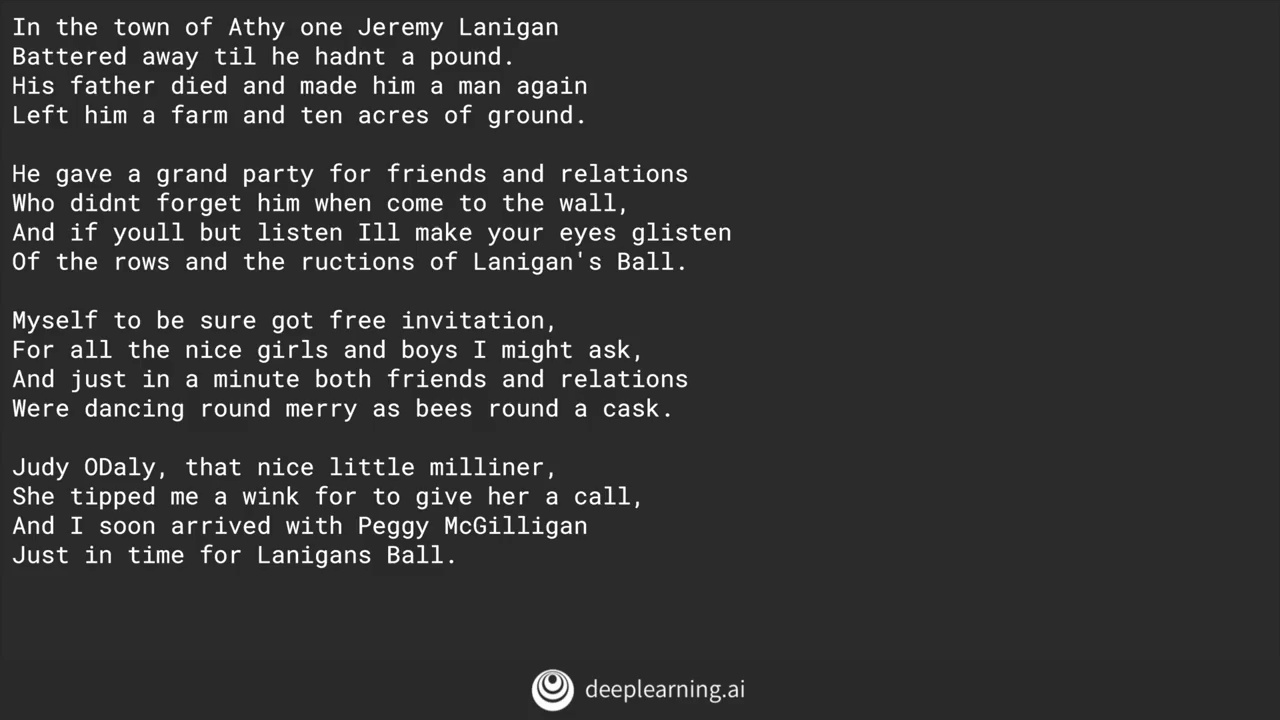 In the town of Athy one Jeremy Lanigan
Battered away til he hadnt a pound.
His father died and made him a man again
Left him a farm and ten acres of ground.
He gave a grand party for friends and relations
Who didnt forget him when come to the wall,
And if youll but listen Ill make your eyes glisten
Of the rows and the ructions of Lanigan's Ball.
Myself to be sure got free invitation,
For all the nice girls and boys I might ask,
And just in a minute both friends and relations
Were dancing round merry as bees round a cask.
Judy ODaly, that nice little milliner,
She tipped me a wink for to give her a call,
And I soon arrived with Peggy McGilligan
Just in time for Lanigans Ball.
deeplearning.ai